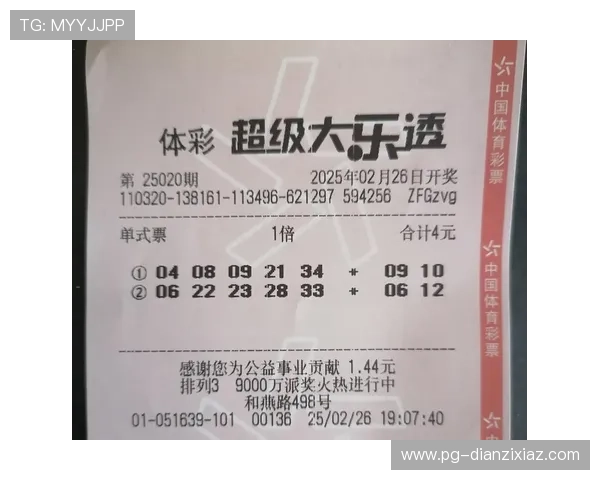 TG: MYYJJPP
体彩 超级大乐透
第 25020期 2025年02月26日开奖
110320-138161-113496-621297 594256 ZFGzvg
单式票 1倍 合计4元
① 04 08 09 21 34 + 09 10
② 06 22 23 28 33 + 06 12
感谢您为公益事业贡献 1.44元
排列3 9000万派奖火热进行中
和燕路498号
01-051639-101 00136 25/02/26 19:07:40
中国体育彩票
中国体育彩票
中国体育
www.pg-dianzixiaz.com